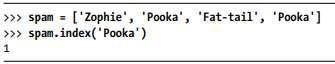 >>> spam = ['Zophie', 'Pooka', 'Fat-tail', 'Pooka']
>>> spam.index('Pooka')
1